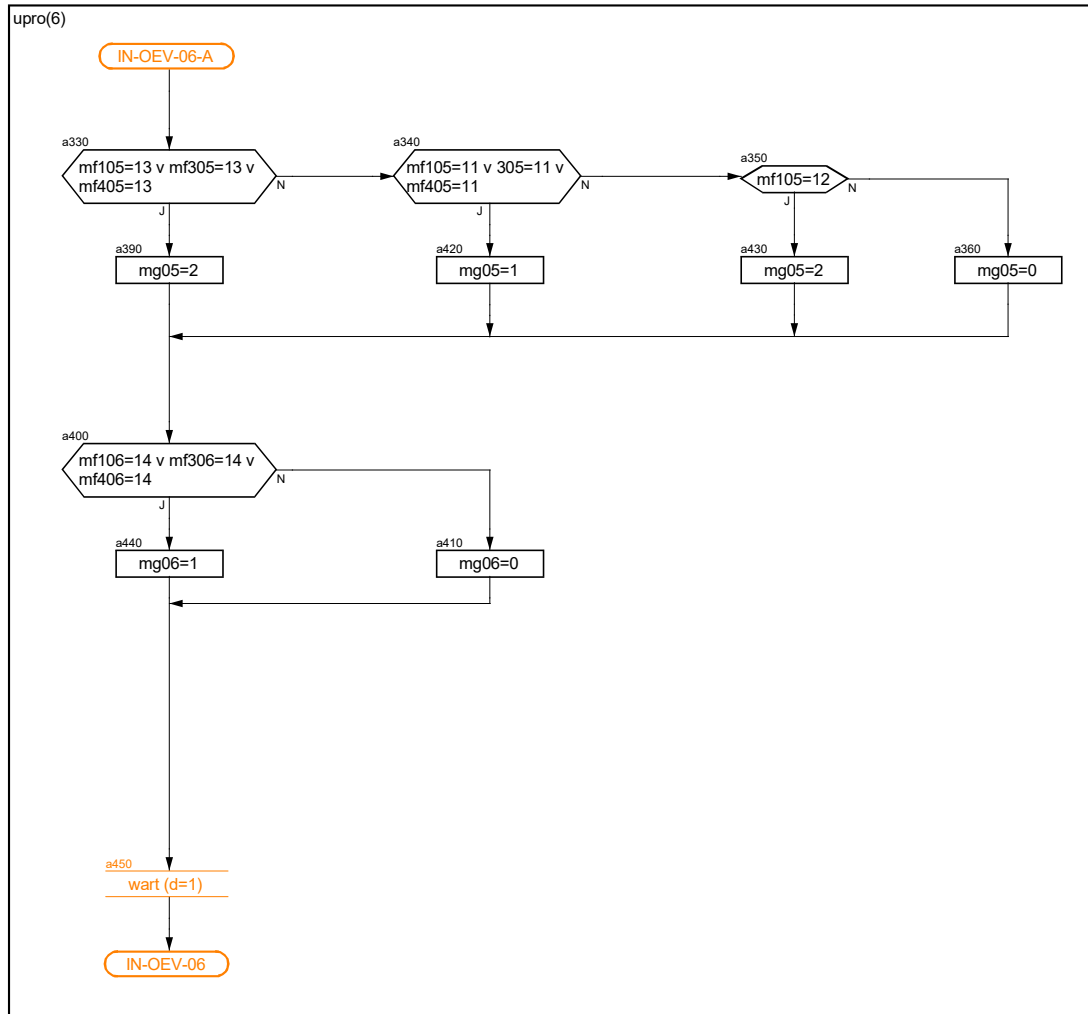 upro(6)
IN-OEV-06-A
a330
mf105=13 v mf305=13 v
mf405=13
N
J
a340
mf105=11 v 305=11 v
mf405=11
N
J
a350
mf105=12
N
J
a390
mg05=2
a420
mg05=1
a430
mg05=2
a360
mg05=0
a400
mf106=14 v mf306=14 v
mf406=14
N
J
a440
mg06=1
a410
mg06=0
a450
wart (d=1)
IN-OEV-06